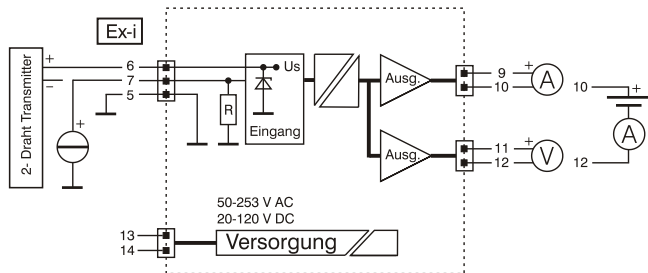 Ex-i
2- Draht Transmitter
+
−
6
7
5
+
Us
R
Eingang
Ausg.
Ausg.
9
10
+
A
11
12
+
V
10
12
+
A
50-253 V AC
20-120 V DC
13
14
Versorgung